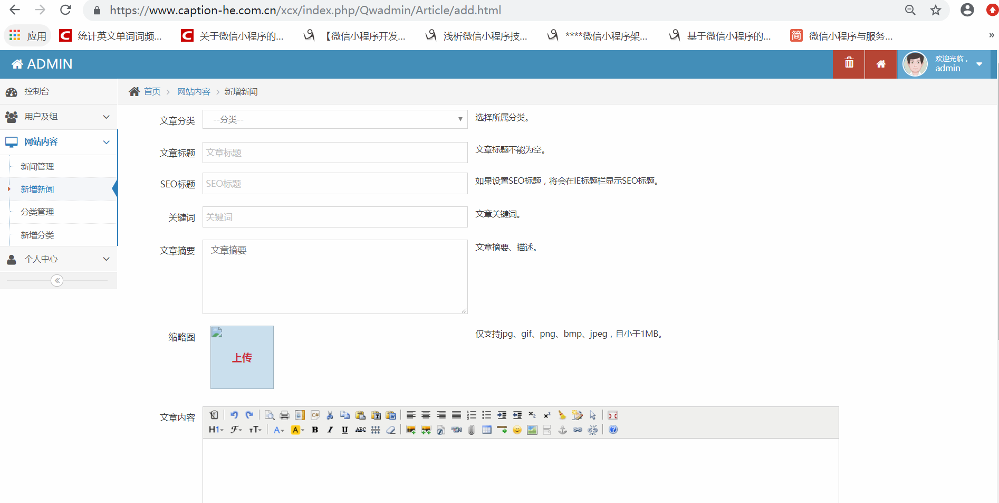 https://www.caption-he.com.cn/xcx/index.php/Qwadmin/Article/add.html
应用 统计英文单词词频... 关于微信小程序的... 【微信小程序开发... 浅析微信小程序技... ****微信小程序架... 基于微信小程序的... 简 微信小程序与服务... »
ADMIN
欢迎光临，
admin
控制台
用户及组
网站内容
新闻管理
新增新闻
分类管理
新增分类
个人中心
首页 > 网站内容 > 新增新闻
文章分类 --分类-- 选择所属分类。
文章标题 文章标题 文章标题不能为空。
SEO标题 SEO标题 如果设置SEO标题，将会在IE标题栏显示SEO标题。
关键词 关键词 文章关键词。
文章摘要 文章摘要 文章摘要、描述。
缩略图 上传 仅支持jpg、gif、png、bmp、jpeg，且小于1MB。
文章内容